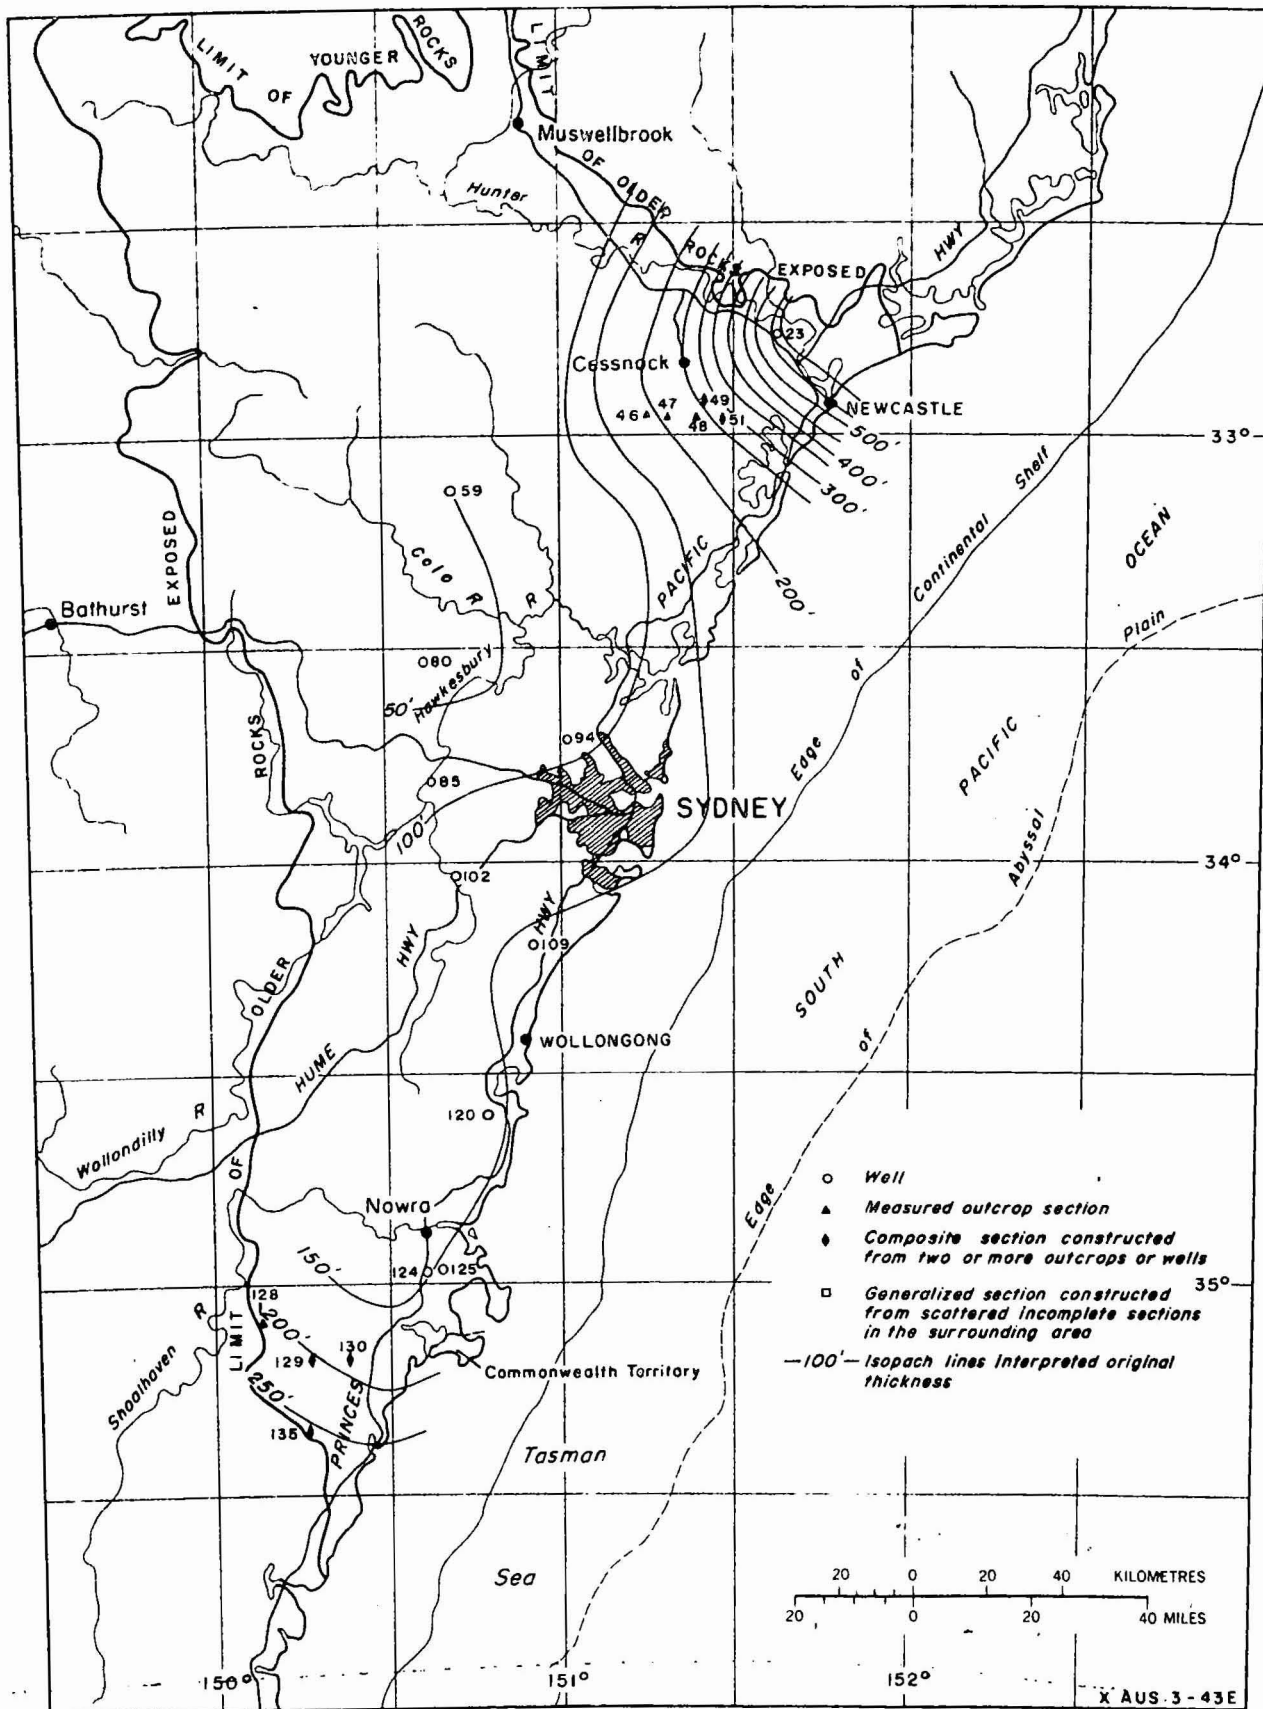 LIMIT OF YOUNGER ROCKS
LIMIT OF OLDER ROCKS EXPOSED
Muswellbrook
Hunter R
HWY
23
Cessnock
NEWCASTLE
46
47
49
48
51
500'
400'
300'
33°
59
EXPOSED
Colo R
PACIFIC
200'
Edge of Continental Shelf
OCEAN
Bathurst
R
80
Hawkesbury
50'
Plain
ROCKS
94
85
SYDNEY
PACIFIC
100'
34°
102
Abyssal
HWY
HWY
109
OLDER
SOUTH
of
WOLLONGONG
HUME
120
Wollondilly R
OF
Nowra
Edge
150'
124
125
35°
128
R
LIMIT
200'
129
130
Commonwealth Territory
Shoalhaven
250'
135
PRINCES
Tasman
Sea
Well
Measured outcrop section
Composite section constructed
from two or more outcrops or wells
Generalized section constructed
from scattered incomplete sections
in the surrounding area
—100'— Isopach lines Interpreted original
thickness
20 0 20 40 KILOMETRES
20 0 20 40 MILES
150°
151°
152°
X AUS.3-43E